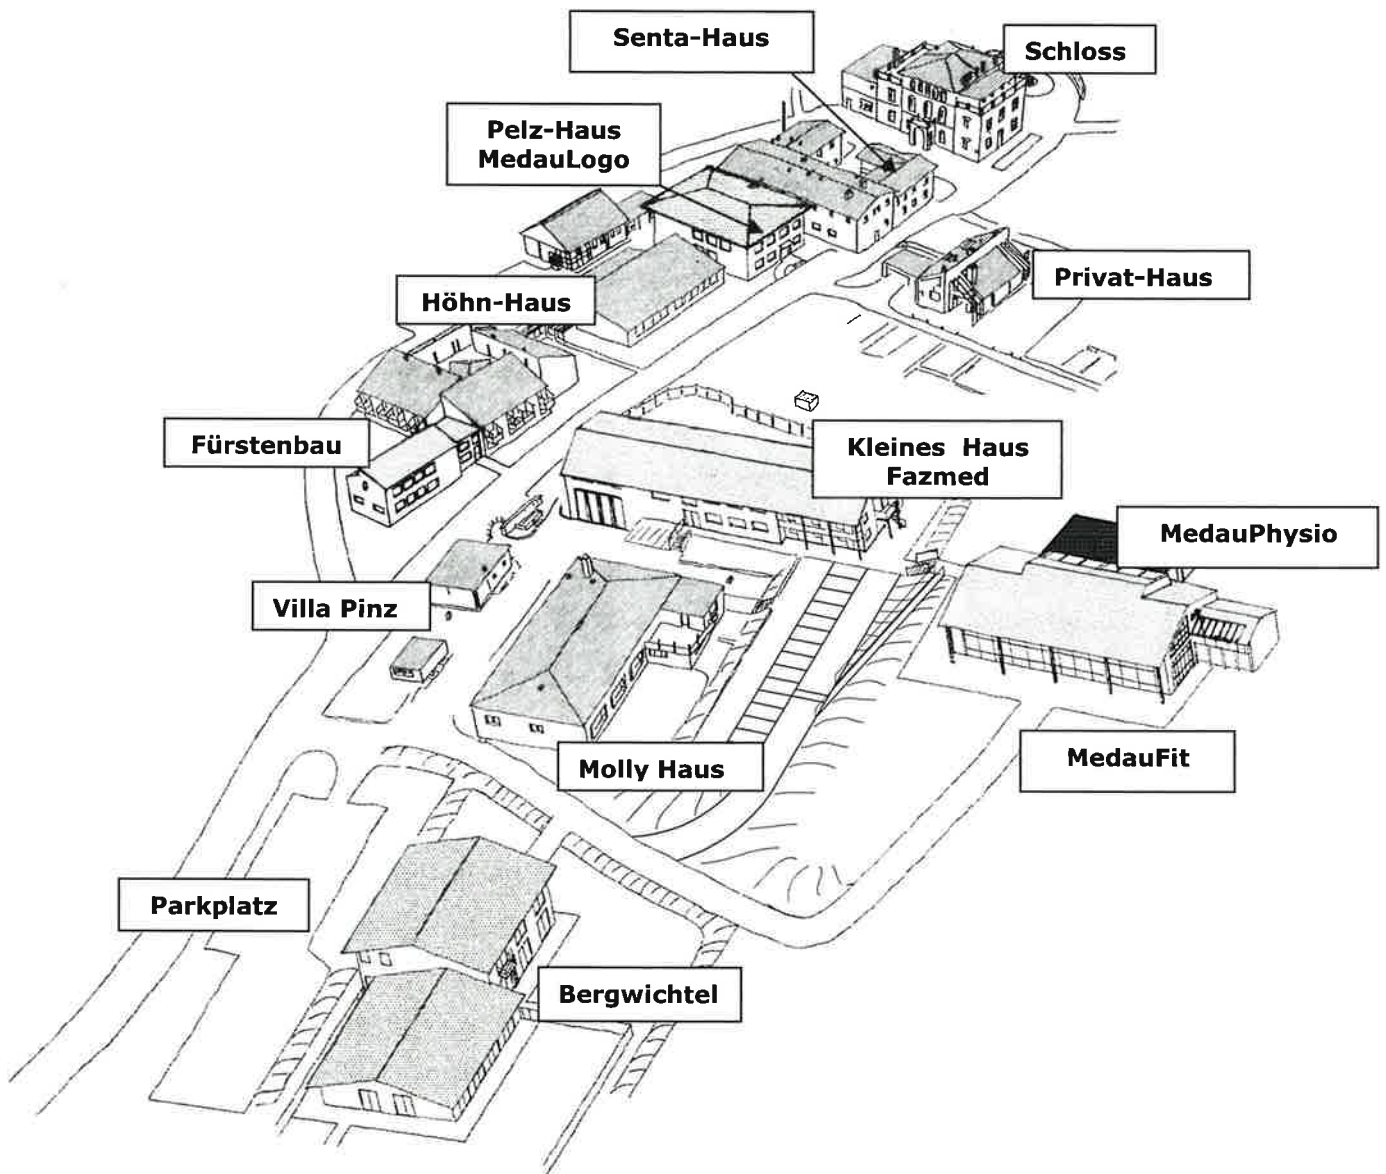 Senta-Haus
Schloss
Pelz-Haus
MedauLogo
Privat-Haus
Höhn-Haus
Fürstenbau
Kleines Haus
Fazmed
MedauPhysio
Villa Pinz
Molly Haus
MedauFit
Parkplatz
Bergwichtel